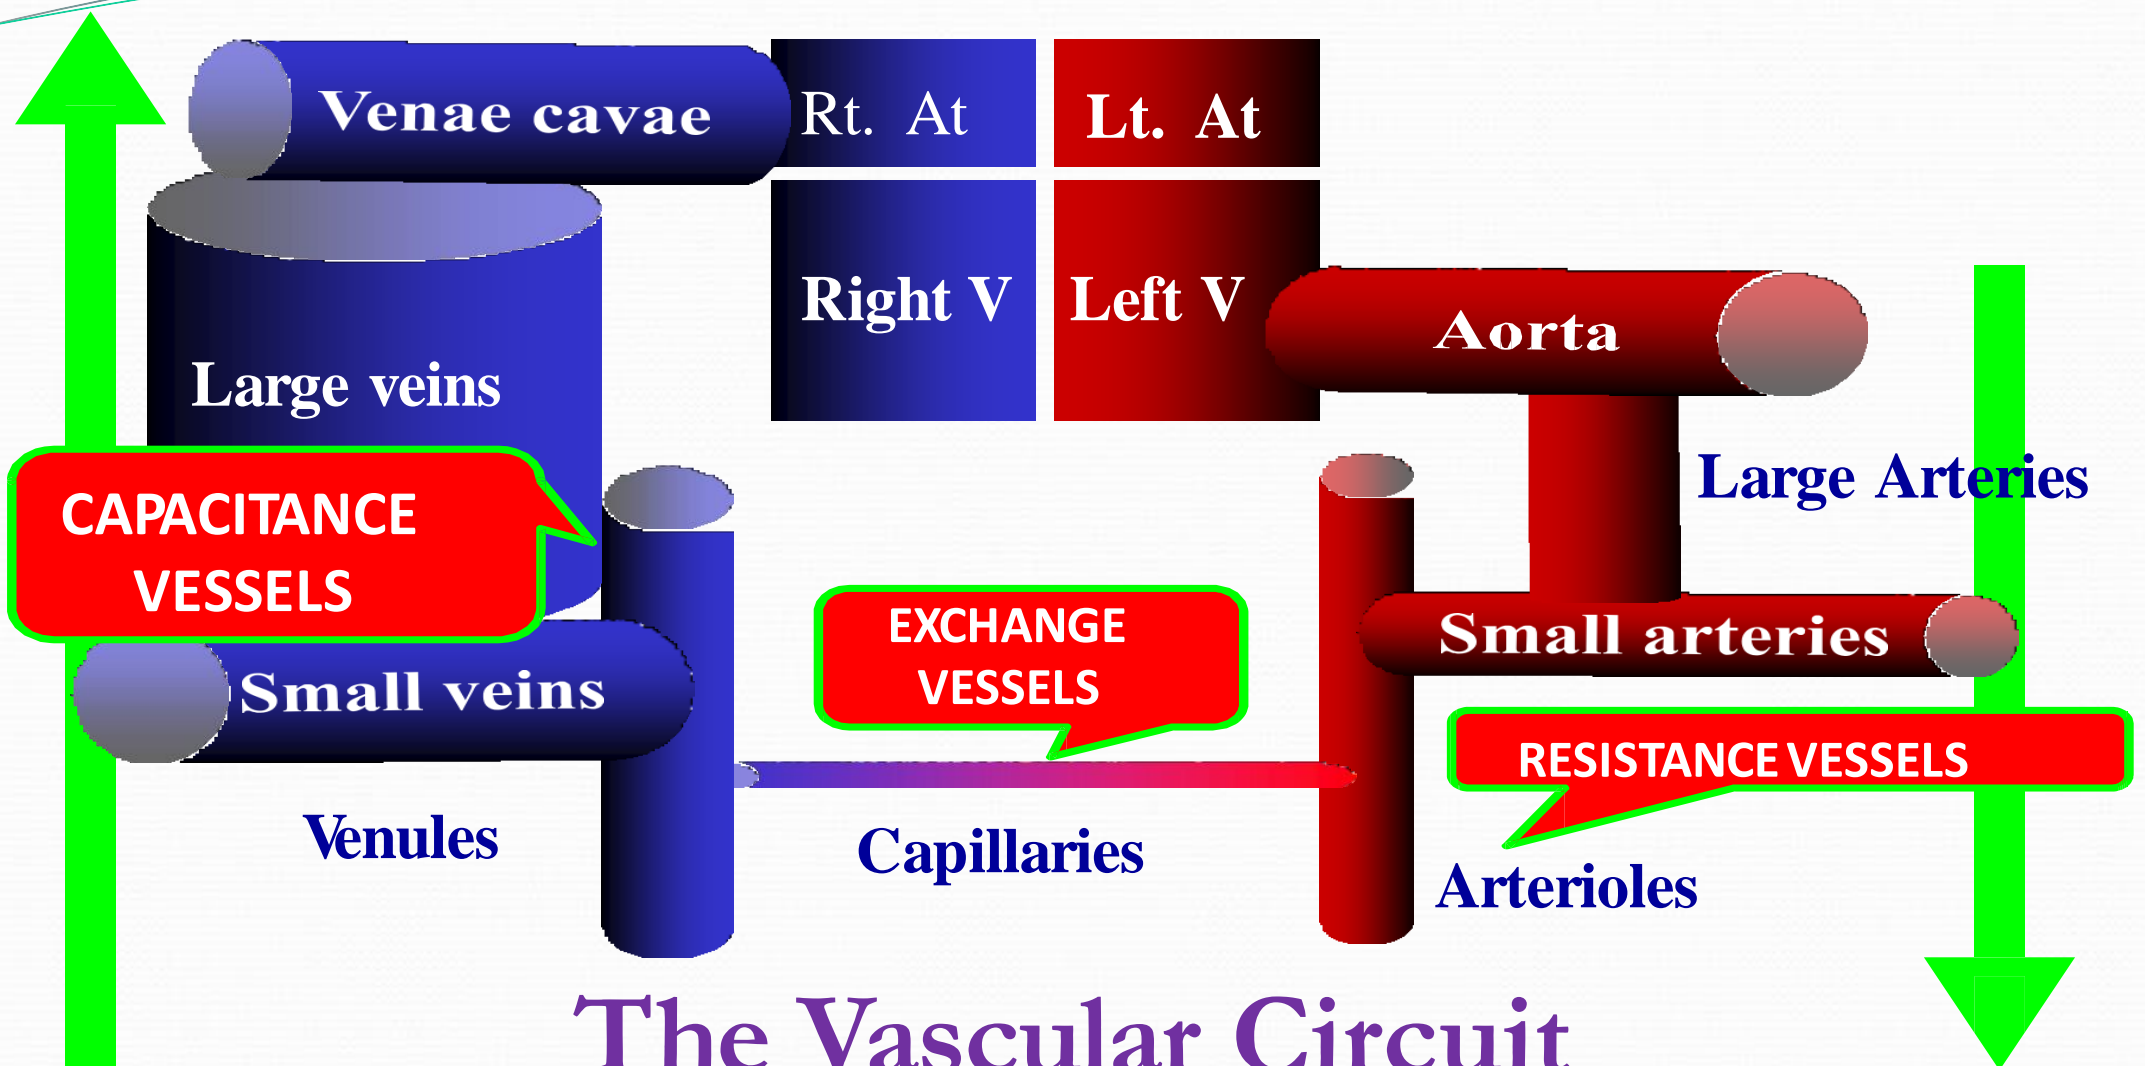 Venae cavae
Rt. At
Lt. At
Right V
Left V
Aorta
Large veins
Large Arteries
CAPACITANCE
VESSELS
EXCHANGE
VESSELS
Small arteries
Small veins
RESISTANCE VESSELS
Venules
Capillaries
Arterioles
The Vascular Circuit